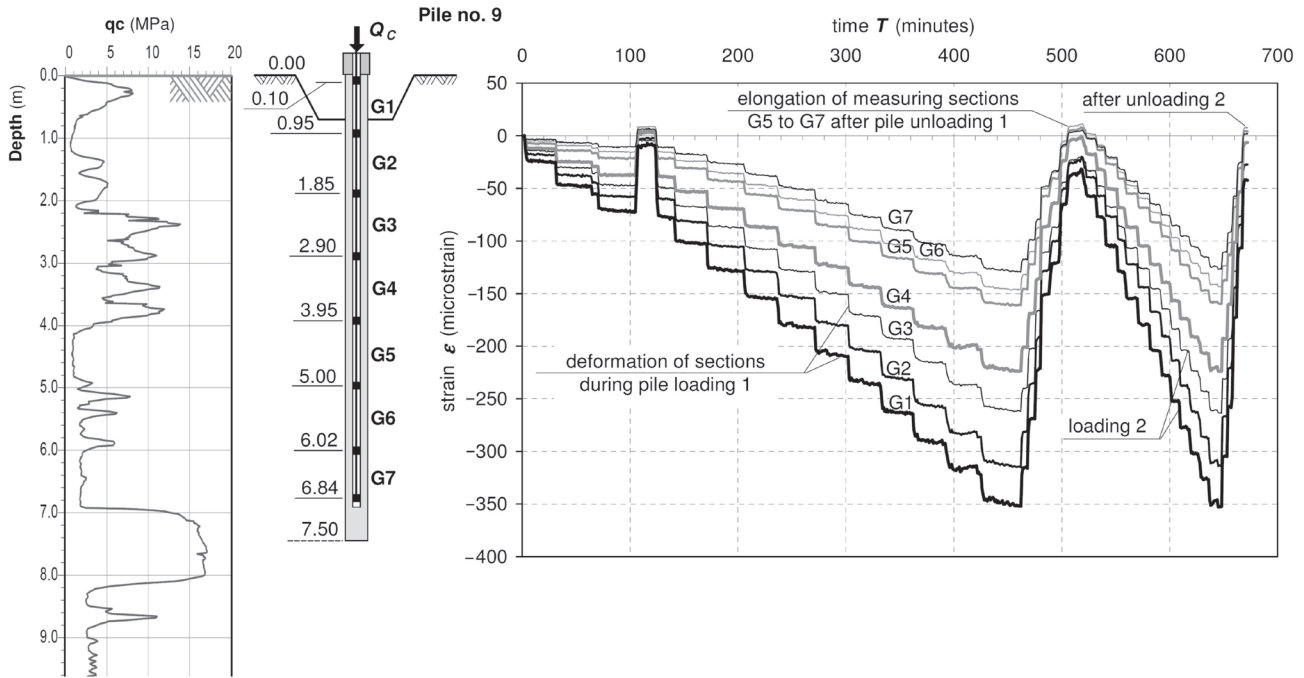 Pile no. 9
qc (MPa)
0 5 10 15 20
Depth (m)
0.0
1.0
2.0
3.0
4.0
5.0
6.0
7.0
8.0
9.0
Qc
0.00
0.10
0.95
1.85
2.90
3.95
5.00
6.02
6.84
7.50
G1
G2
G3
G4
G5
G6
G7
time T (minutes)
0 100 200 300 400 500 600 700
strain ε (microstrain)
50
0
−50
−100
−150
−200
−250
−300
−350
−400
elongation of measuring sections
G5 to G7 after pile unloading 1
after unloading 2
G7
G5 G6
G4
G3
G2
G1
deformation of sections
during pile loading 1
loading 2